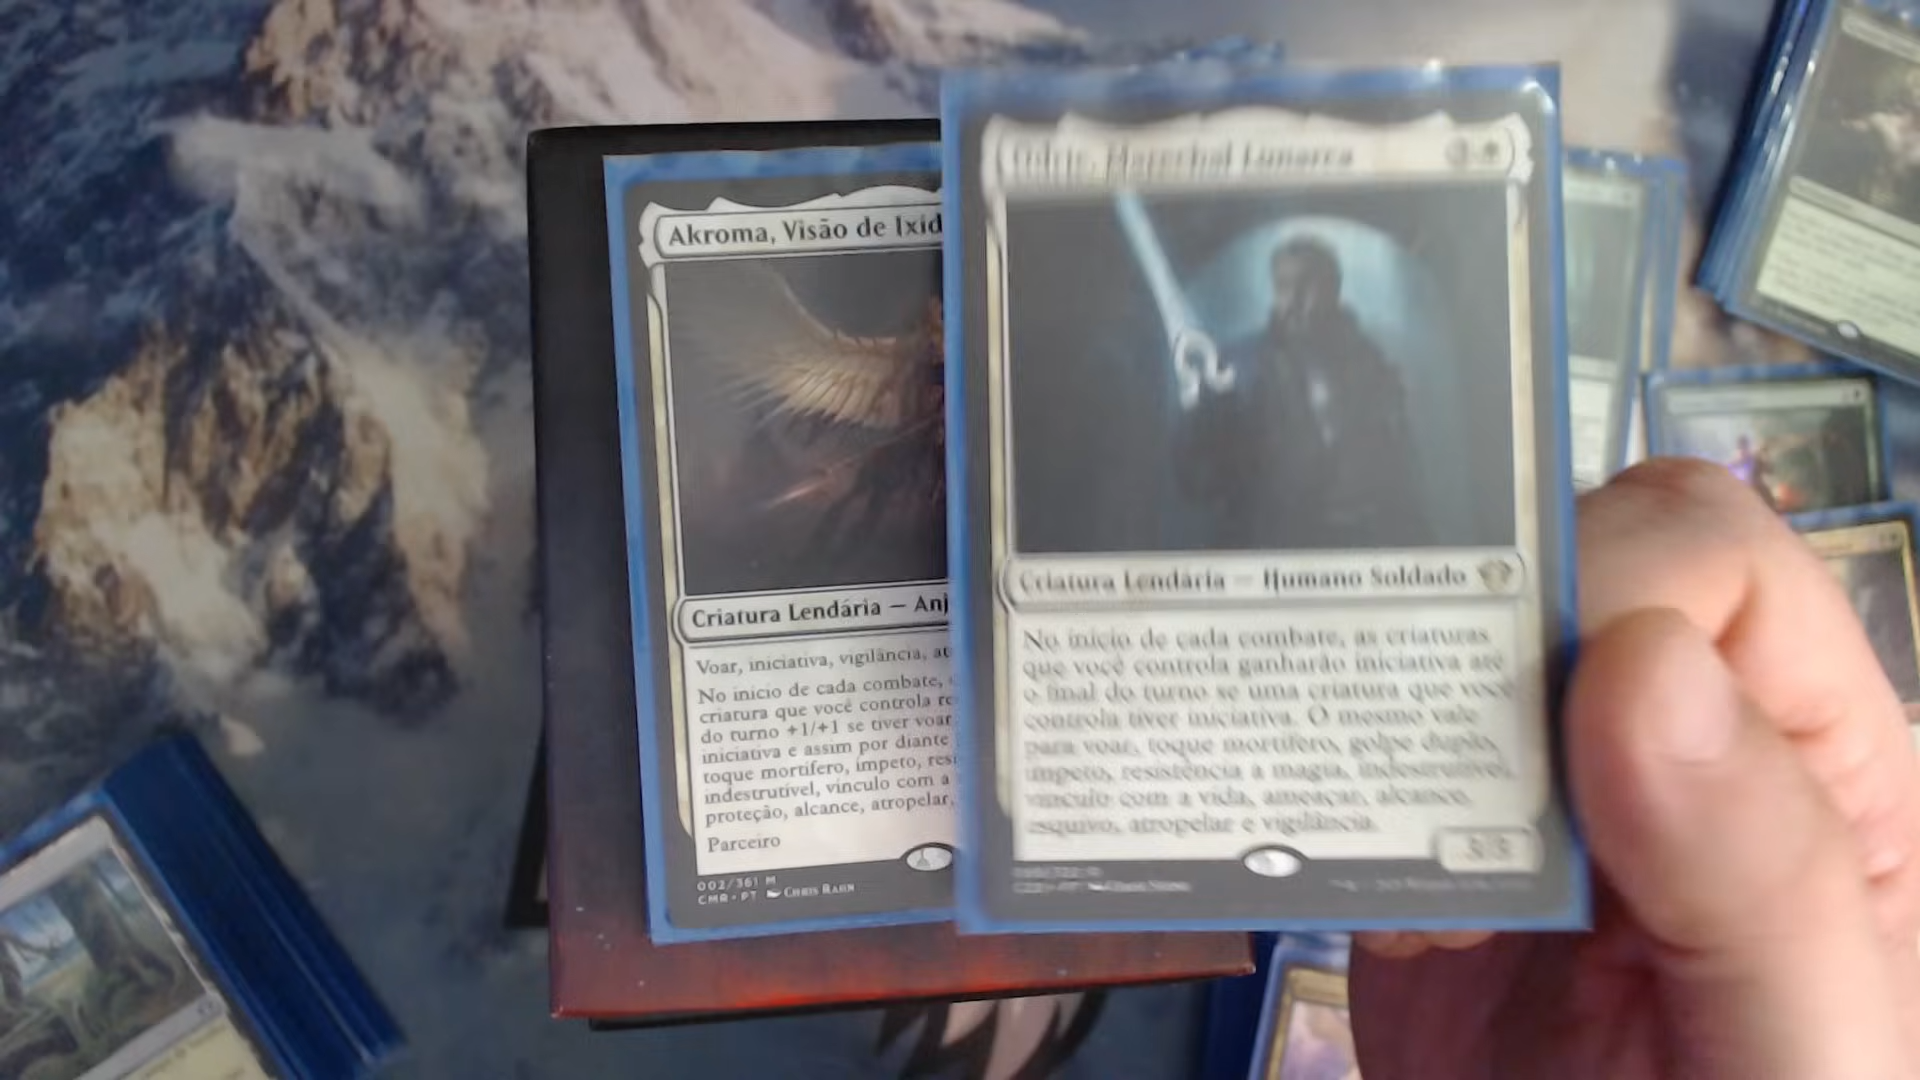 Akroma, Visão de Ixid
Criatura Lendária — Anj
Voar, iniciativa, vigilância, at
No início de cada combate,
criatura que você controla re
do turno +1/+1 se tiver voar
iniciativa e assim por diante
toque mortífero, ímpeto, resi
indestrutível, vínculo com a
proteção, alcance, atropelar,
Parceiro
002/361 M
CMR • PT Chris Rahn
Odric, Marechal Lunarca
Criatura Lendária — Humano Soldado
No início de cada combate, as criaturas
que você controla ganharão iniciativa até
o final do turno se uma criatura que você
controla tiver iniciativa. O mesmo vale
para voar, toque mortífero, golpe duplo,
ímpeto, resistência a magia, indestrutível,
vínculo com a vida, ameaçar, alcance,
esquivo, atropelar e vigilância.
3/3